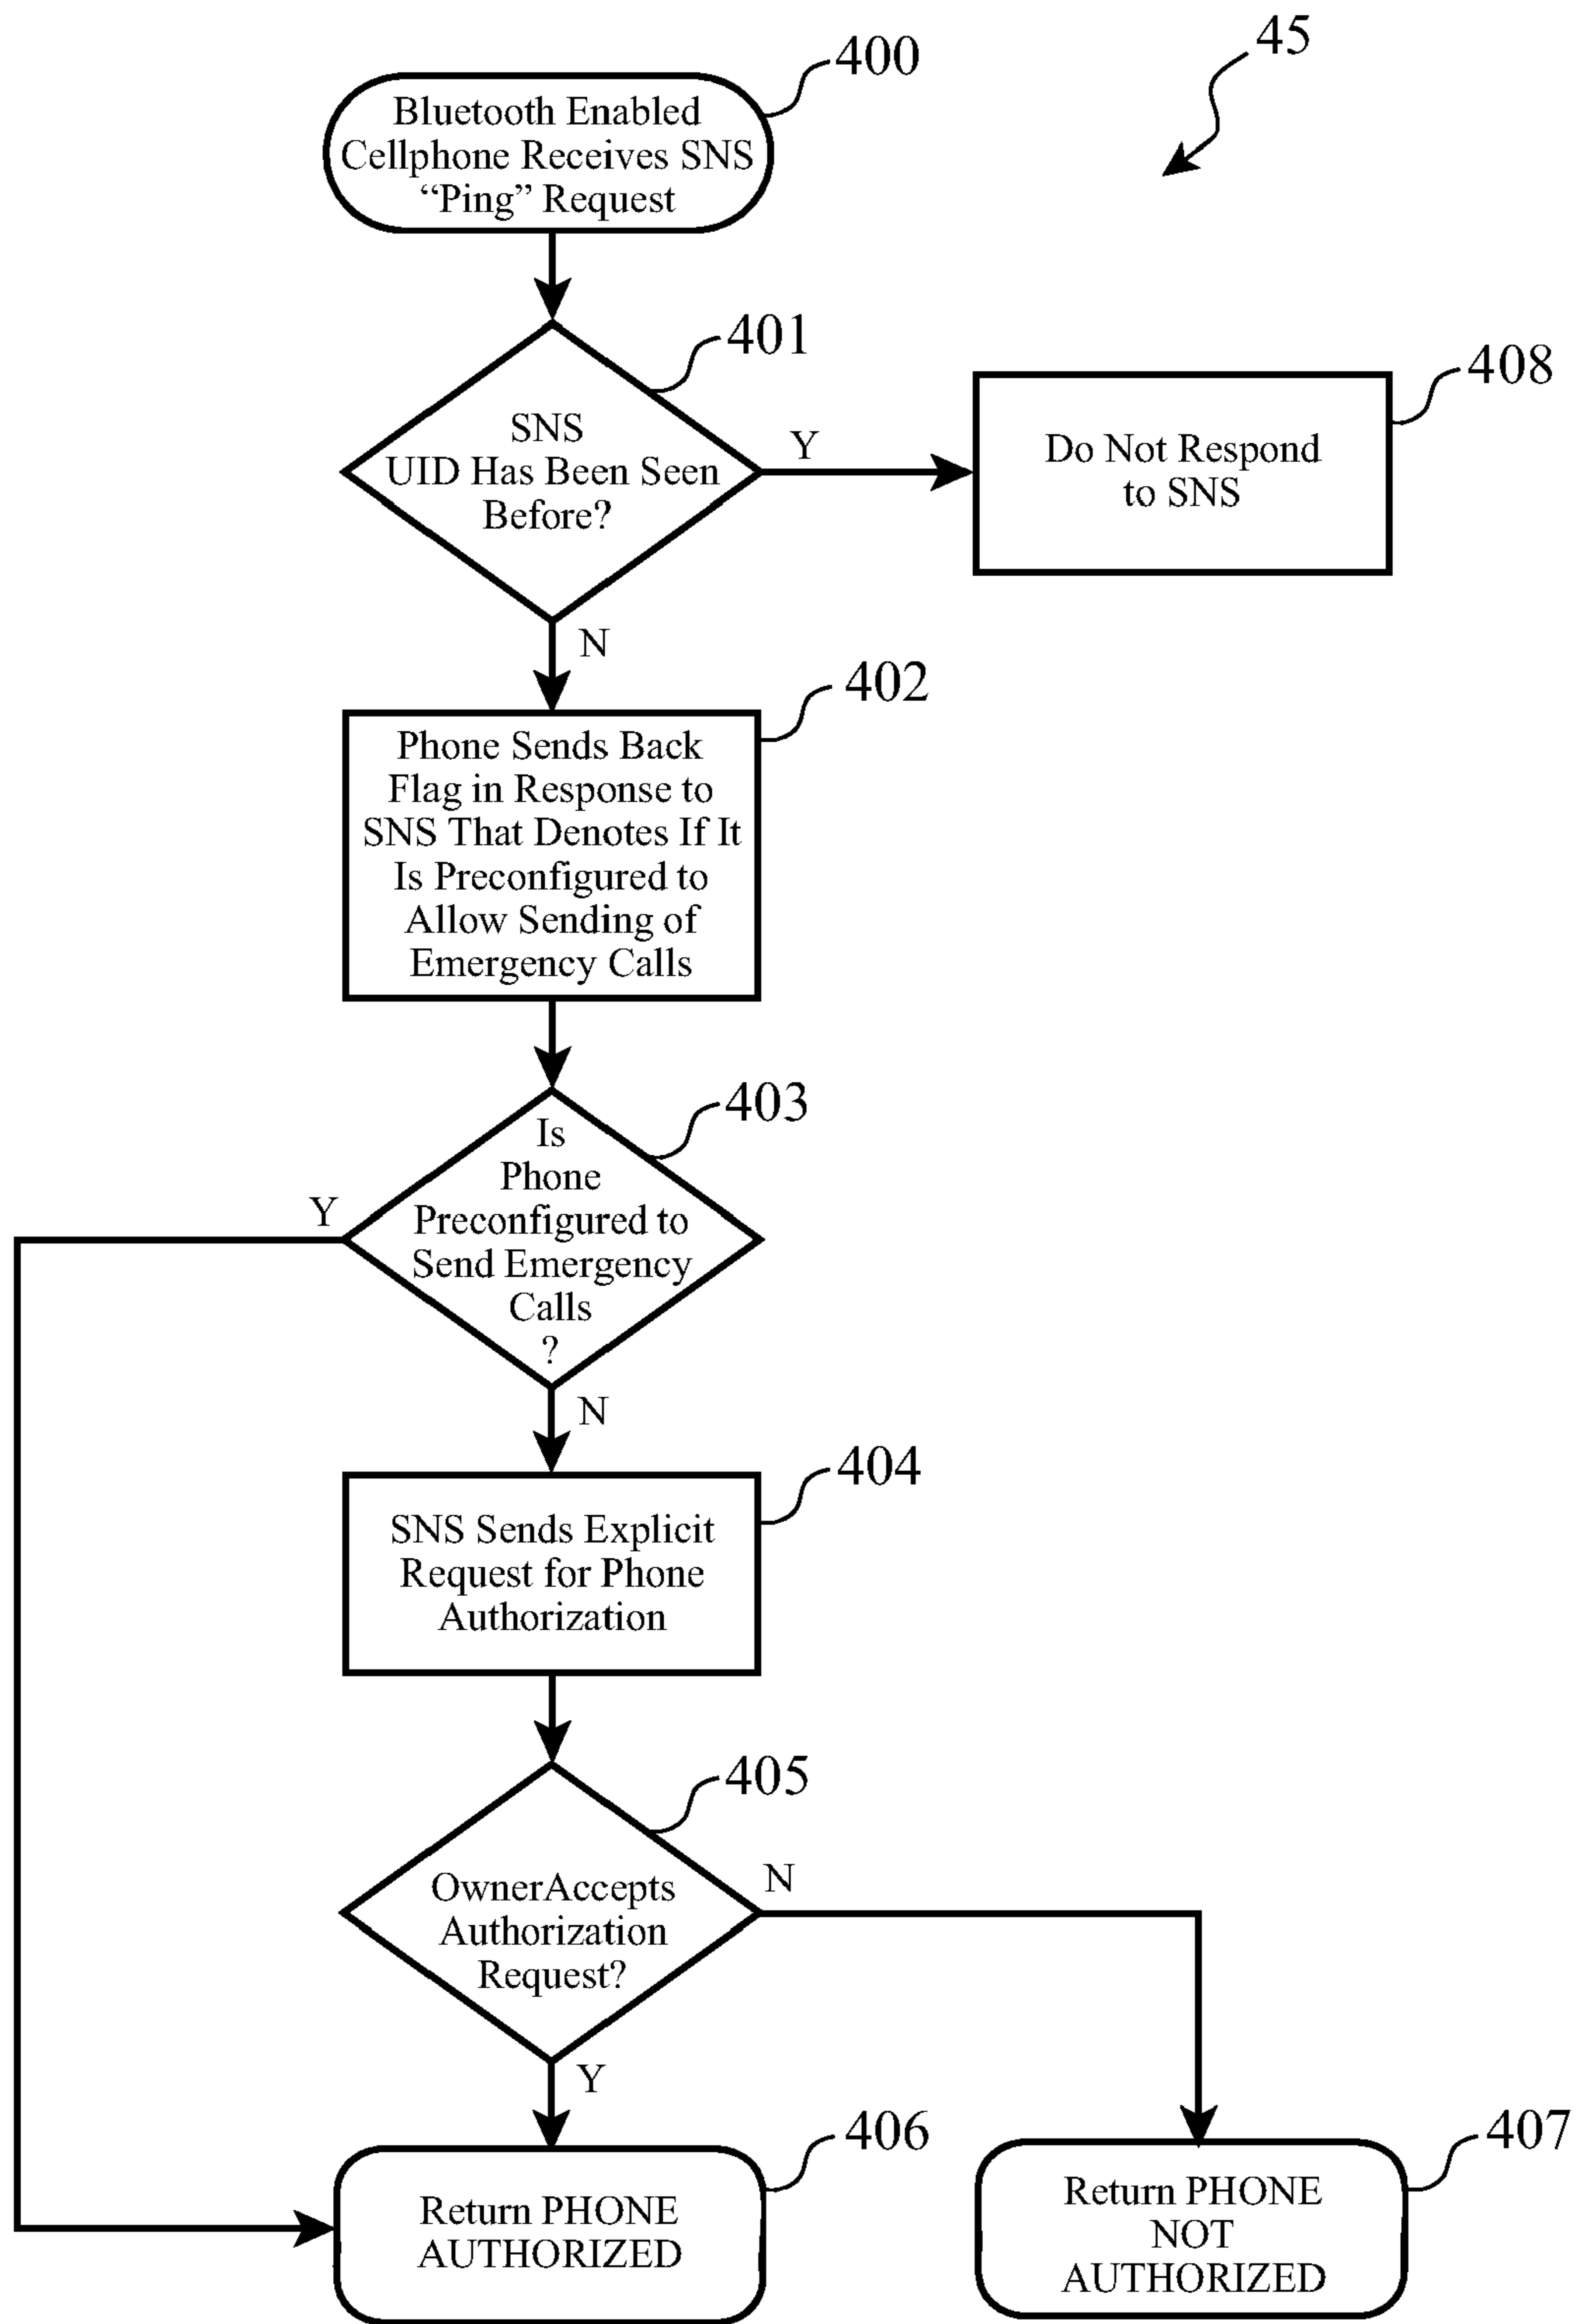 400
45
Bluetooth Enabled
Cellphone Receives SNS
“Ping” Request
401
SNS
UID Has Been Seen
Before?
Y
408
Do Not Respond
to SNS
N
402
Phone Sends Back
Flag in Response to
SNS That Denotes If It
Is Preconfigured to
Allow Sending of
Emergency Calls
403
Is
Phone
Preconfigured to
Send Emergency
Calls
?
Y
N
404
SNS Sends Explicit
Request for Phone
Authorization
405
OwnerAccepts
Authorization
Request?
N
Y
406
Return PHONE
AUTHORIZED
407
Return PHONE
NOT
AUTHORIZED